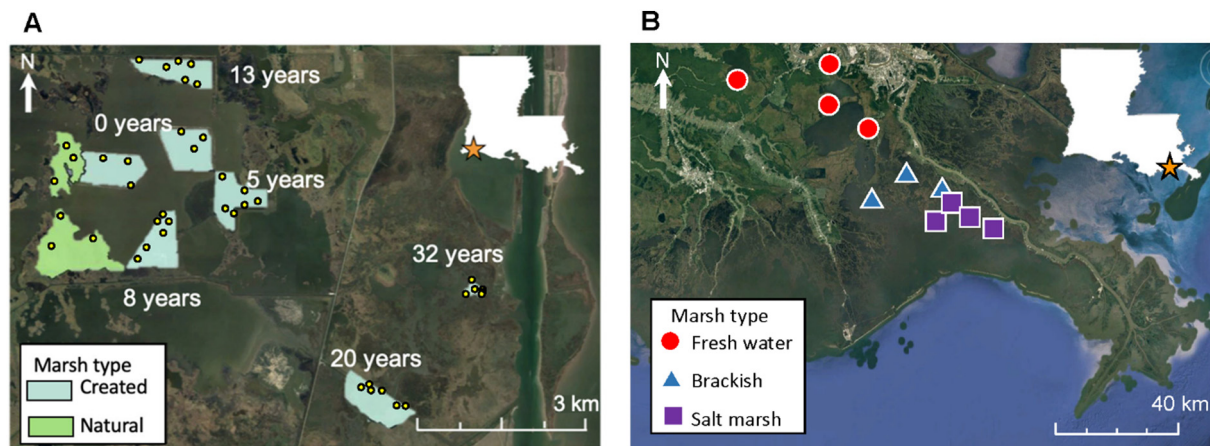 A
N
13 years
0 years
5 years
32 years
8 years
20 years
Marsh type
Created
Natural
3 km
B
N
Marsh type
Fresh water
Brackish
Salt marsh
40 km